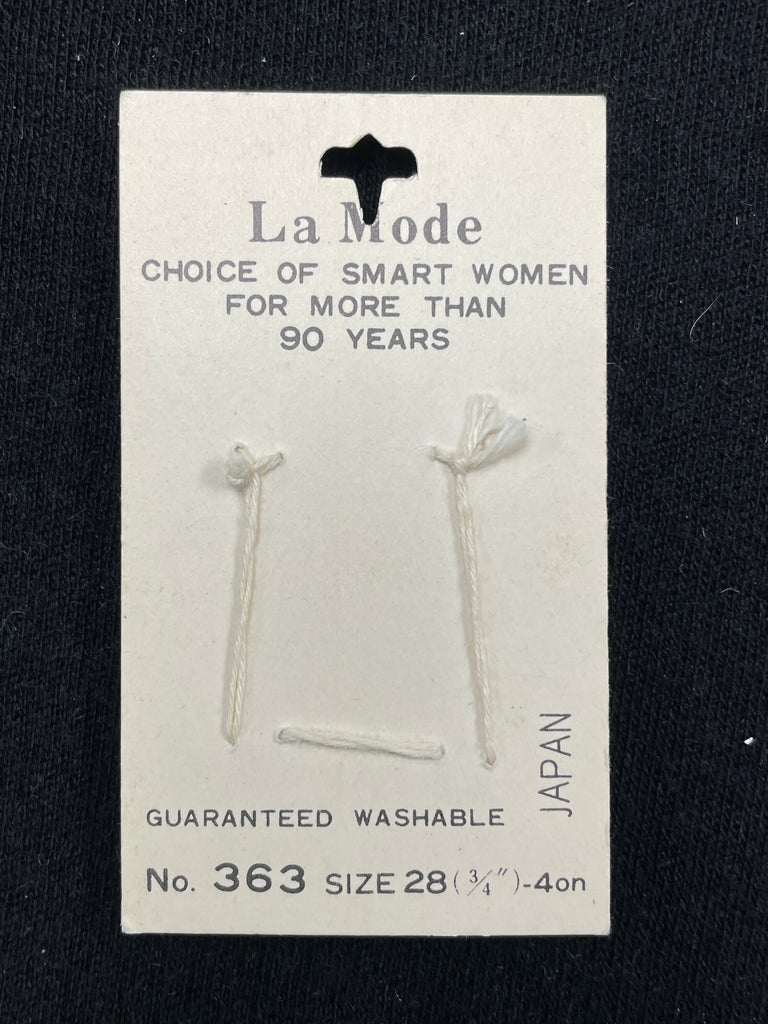 La Mode
CHOICE OF SMART WOMEN
FOR MORE THAN
90 YEARS
JAPAN
GUARANTEED WASHABLE
No. 363 SIZE 28 (3/4")-4on